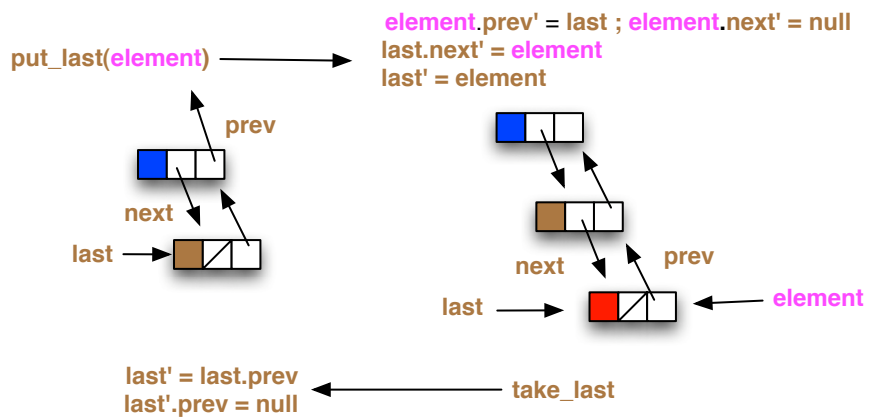 element.prev' = last ; element.next' = null
put_last(element)
last.next' = element
last' = element
prev
next
last
next
prev
last
element
last' = last.prev
last'.prev = null
take_last